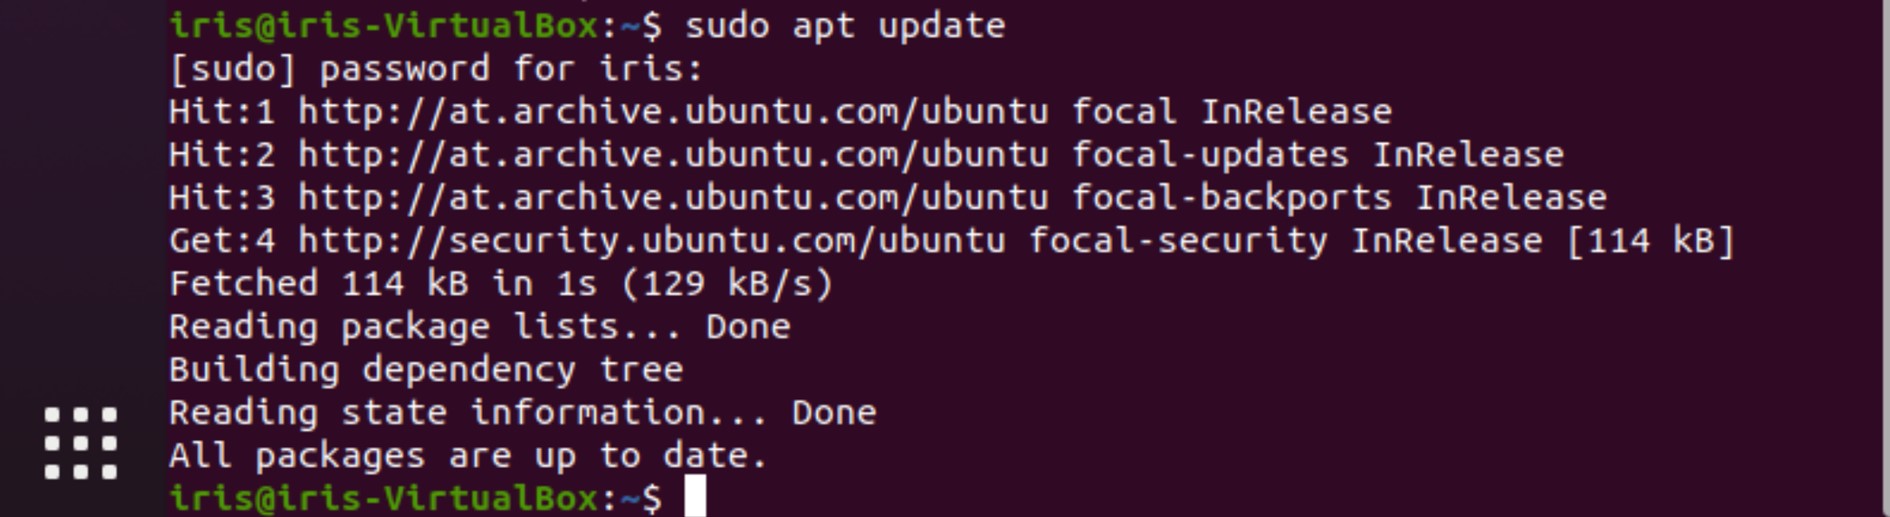 iris@iris-VirtualBox:~$ sudo apt update
[sudo] password for iris:
Hit:1 http://at.archive.ubuntu.com/ubuntu focal InRelease
Hit:2 http://at.archive.ubuntu.com/ubuntu focal-updates InRelease
Hit:3 http://at.archive.ubuntu.com/ubuntu focal-backports InRelease
Get:4 http://security.ubuntu.com/ubuntu focal-security InRelease [114 kB]
Fetched 114 kB in 1s (129 kB/s)
Reading package lists... Done
Building dependency tree
Reading state information... Done
All packages are up to date.
iris@iris-VirtualBox:~$